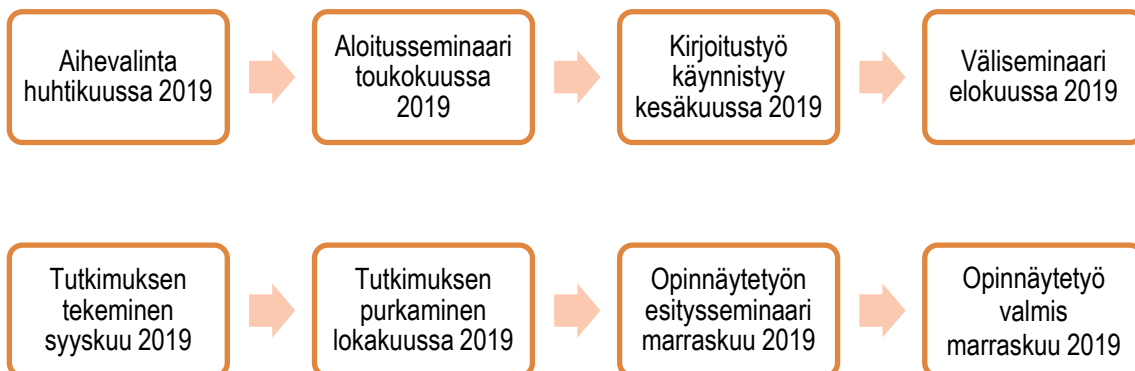 Aihevalinta
huhtikuussa 2019
Aloitusseminaari
toukokuussa
2019
Kirjoitustyö
käynnistyy
kesäkuussa 2019
Väliseminaari
elokuussa 2019
Tutkimuksen
tekeminen
syyskuu 2019
Tutkimuksen
purkaminen
lokakuussa 2019
Opinnäytetyön
esitysseminaari
marraskuu 2019
Opinnäytetyö
valmis
marraskuu 2019